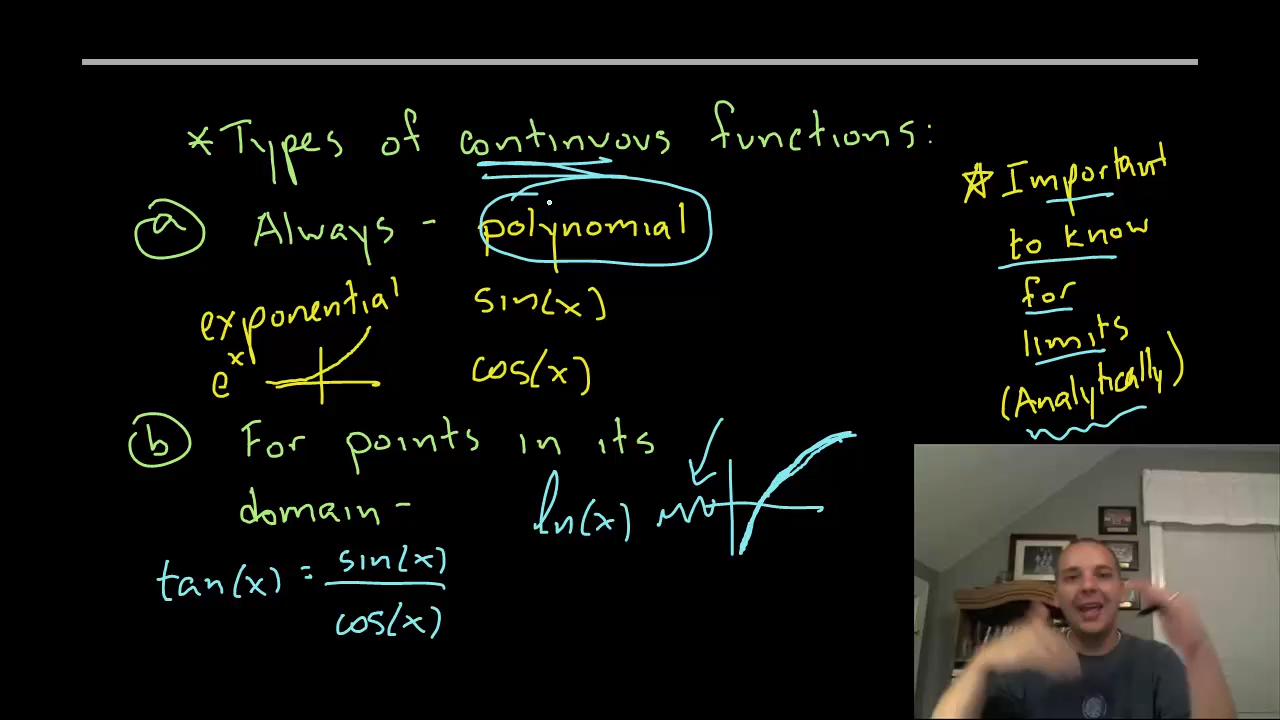 *Types of continuous functions:
ⓐ Always - polynomial
exponential
sin(x)
e^x
cos(x)
ⓑ For points in its
domain -
ln(x)
tan(x) = sin(x)
cos(x)
☆ Important
to know
for
limits
(Analytically)